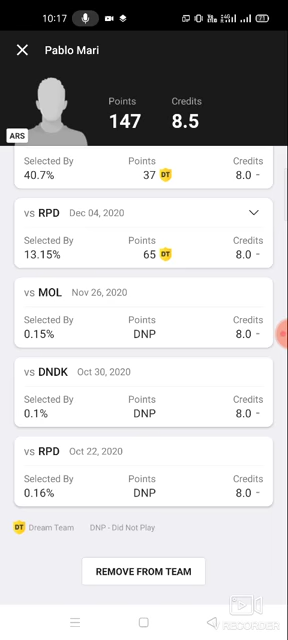 10:17
71
Pablo Mari
Points Credits
147 8.5
ARS
Selected By Points Credits
40.7% 37 DT 8.0 -
vs RPD Dec 04, 2020
Selected By Points Credits
13.15% 65 DT 8.0 -
vs MOL Nov 26, 2020
Selected By Points Credits
0.15% DNP 8.0 -
vs DNDK Oct 30, 2020
Selected By Points Credits
0.1% DNP 8.0 -
vs RPD Oct 22, 2020
Selected By Points Credits
0.16% DNP 8.0 -
DT Dream Team DNP - Did Not Play
REMOVE FROM TEAM
RECORDER